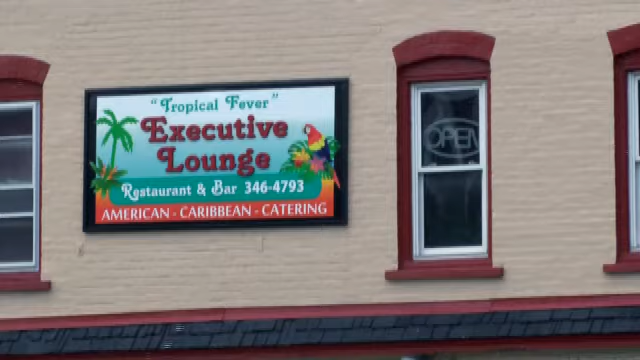 "Tropical Fever"
Executive
Lounge
Restaurant & Bar 346-4793
AMERICAN - CARIBBEAN - CATERING
OPEN